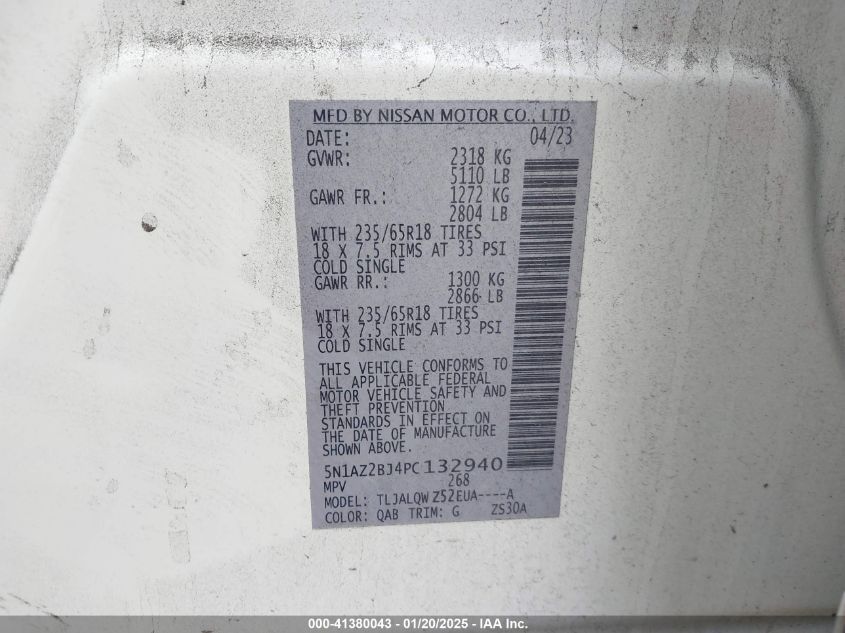 MFD BY NISSAN MOTOR CO., LTD.
DATE: 04/23
GVWR: 2318 KG
5110 LB
GAWR FR.: 1272 KG
2804 LB
WITH 235/65R18 TIRES
18 X 7.5 RIMS AT 33 PSI
COLD SINGLE
GAWR RR.: 1300 KG
2866 LB
WITH 235/65R18 TIRES
18 X 7.5 RIMS AT 33 PSI
COLD SINGLE
THIS VEHICLE CONFORMS TO
ALL APPLICABLE FEDERAL
MOTOR VEHICLE SAFETY AND
THEFT PREVENTION
STANDARDS IN EFFECT ON
THE DATE OF MANUFACTURE
SHOWN ABOVE.
5N1AZ2BJ4PC132940
MPV 268
MODEL: TLJALQW Z52EUA----A
COLOR: QAB TRIM: G ZS30A
000-41380043 - 01/20/2025 - IAA Inc.